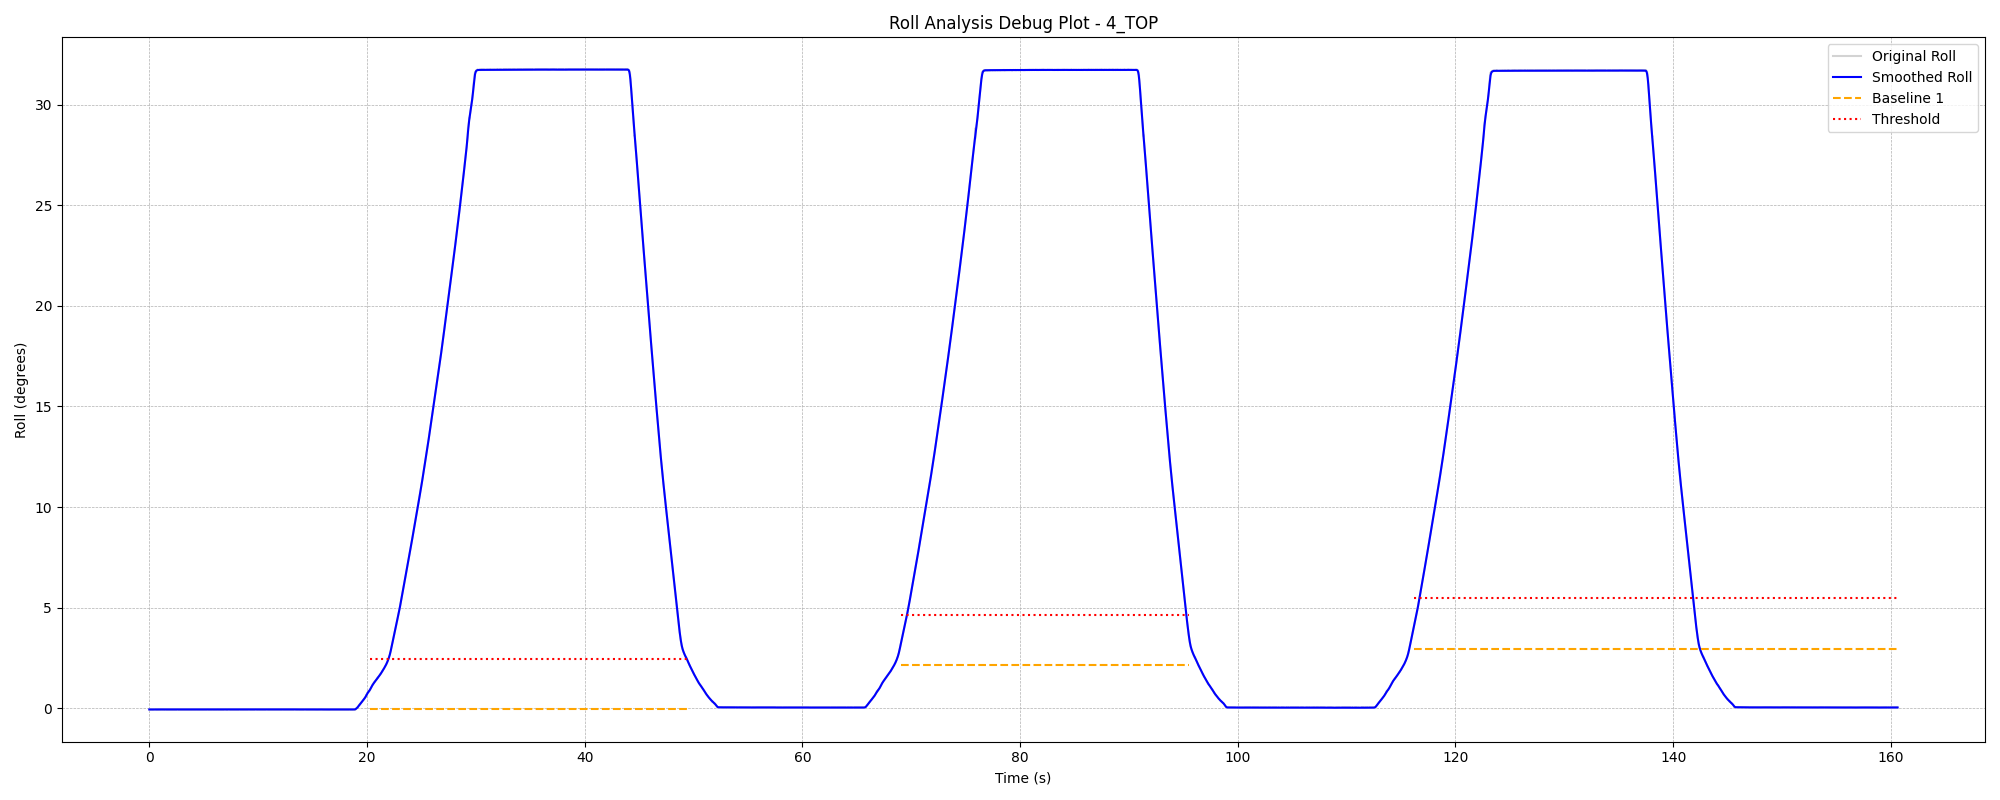 Roll Analysis Debug Plot - 4_TOP
Original Roll
Smoothed Roll
Baseline 1
Threshold
Roll (degrees)
30
25
20
15
10
5
0
0 20 40 60 80 100 120 140 160
Time (s)